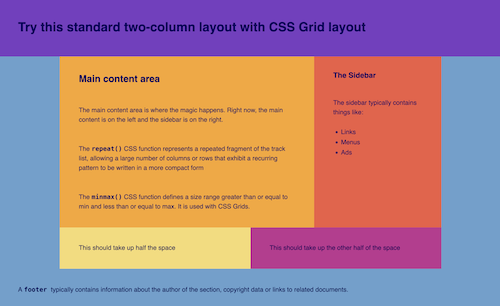 Try this standard two-column layout with CSS Grid layout
Main content area
The main content area is where the magic happens. Right now, the main
content is on the left and the sidebar is on the right.
The repeat() CSS function represents a repeated fragment of the track
list, allowing a large number of columns or rows that exhibit a recurring
pattern to be written in a more compact form
The minmax() CSS function defines a size range greater than or equal to
min and less than or equal to max. It is used with CSS Grids.
The Sidebar
The sidebar typically contains
things like:
• Links
• Menus
• Ads
This should take up half the space
This should take up the other half of the space
A footer typically contains information about the author of the section, copyright data or links to related documents.